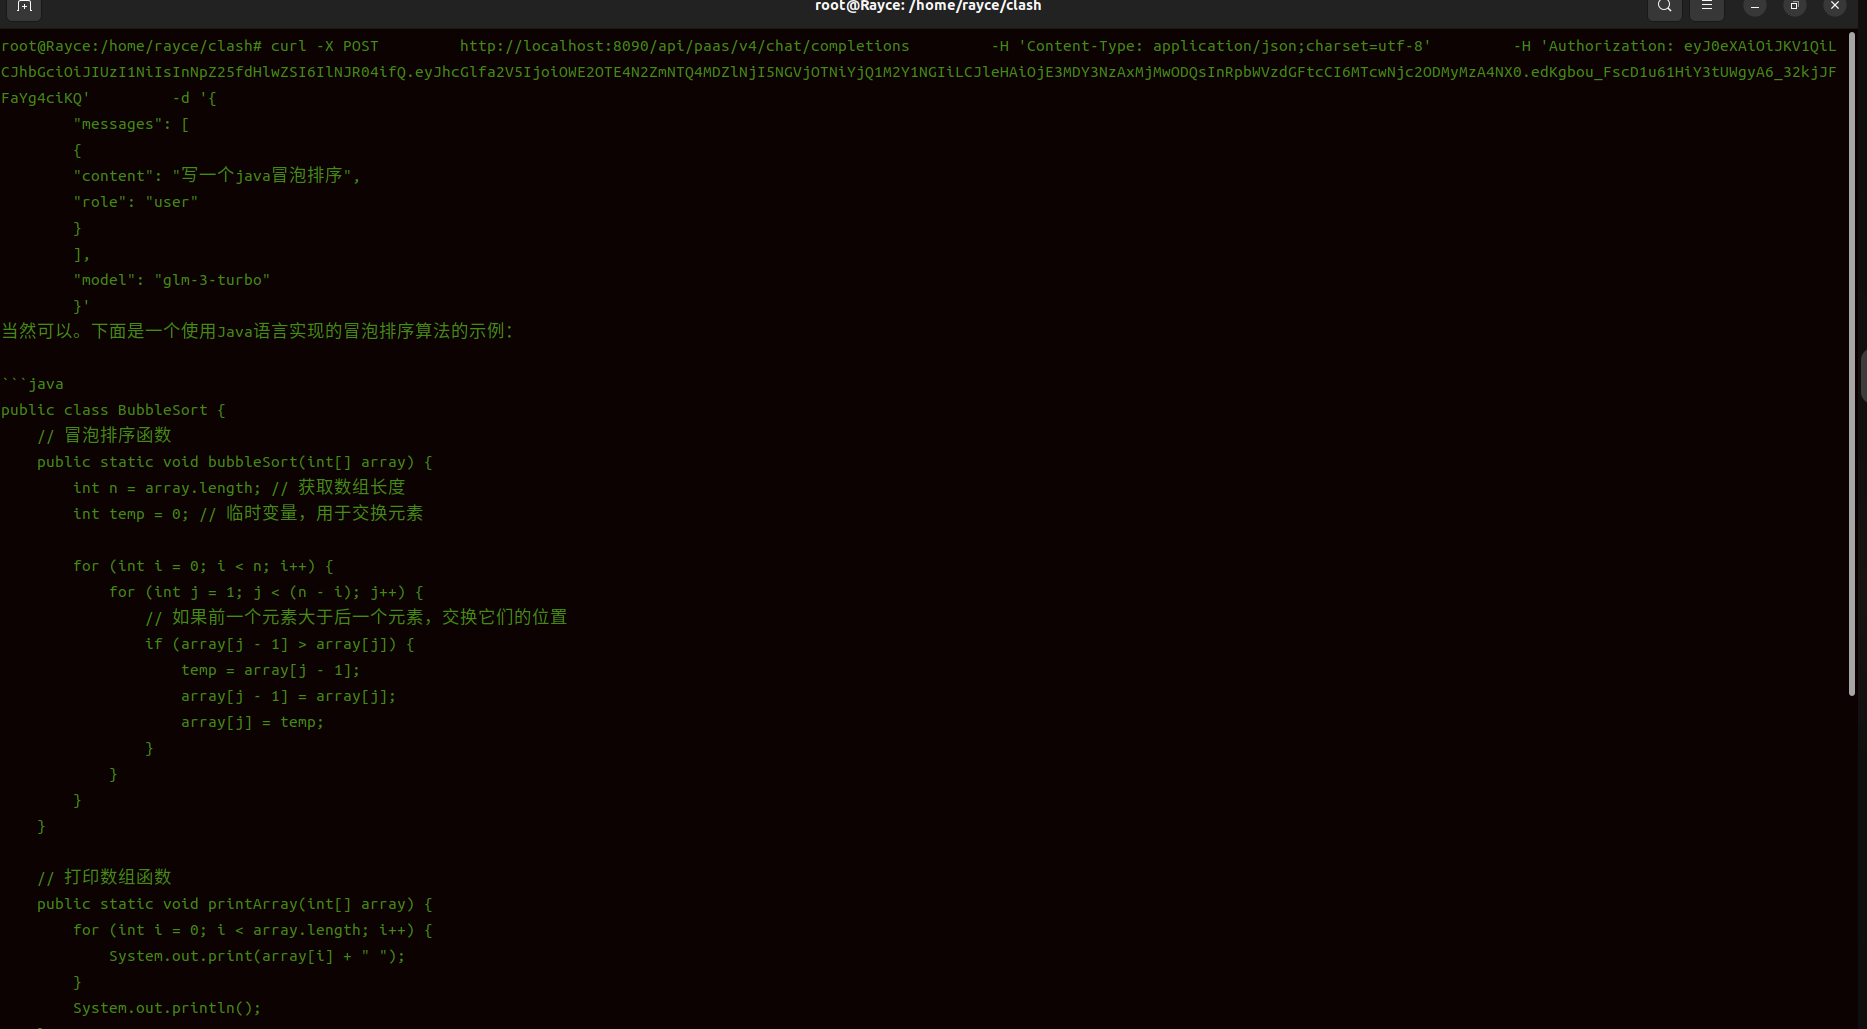 root@Rayce: /home/rayce/clash
root@Rayce:/home/rayce/clash# curl -X POST         http://localhost:8090/api/paas/v4/chat/completions         -H 'Content-Type: application/json;charset=utf-8'         -H 'Authorization: eyJ0eXAiOiJKV1QiL
CJhbGciOiJIUzI1NiIsInNpZ25fdHlwZSI6IlNJR04ifQ.eyJhcGlfa2V5IjoiOWE2OTE4N2ZmNTQ4MDZlNjI5NGVjOTNiYjQ1M2Y1NGIiLCJleHAiOjE3MDY3NzAxMjMwODQsInRpbWVzdGFtcCI6MTcwNjc2ODMyMzA4NX0.edKgbou_FscD1u61HiY3tUWgyA6_32kjJF
FaYg4ciKQ'         -d '{
        "messages": [
        {
        "content": "写一个java冒泡排序",
        "role": "user"
        }
        ],
        "model": "glm-3-turbo"
        }'
当然可以。下面是一个使用Java语言实现的冒泡排序算法的示例：
```java
public class BubbleSort {
    // 冒泡排序函数
    public static void bubbleSort(int[] array) {
        int n = array.length; // 获取数组长度
        int temp = 0; // 临时变量，用于交换元素
        for (int i = 0; i < n; i++) {
            for (int j = 1; j < (n - i); j++) {
                // 如果前一个元素大于后一个元素，交换它们的位置
                if (array[j - 1] > array[j]) {
                    temp = array[j - 1];
                    array[j - 1] = array[j];
                    array[j] = temp;
                }
            }
        }
    }
    // 打印数组函数
    public static void printArray(int[] array) {
        for (int i = 0; i < array.length; i++) {
            System.out.print(array[i] + " ");
        }
        System.out.println();